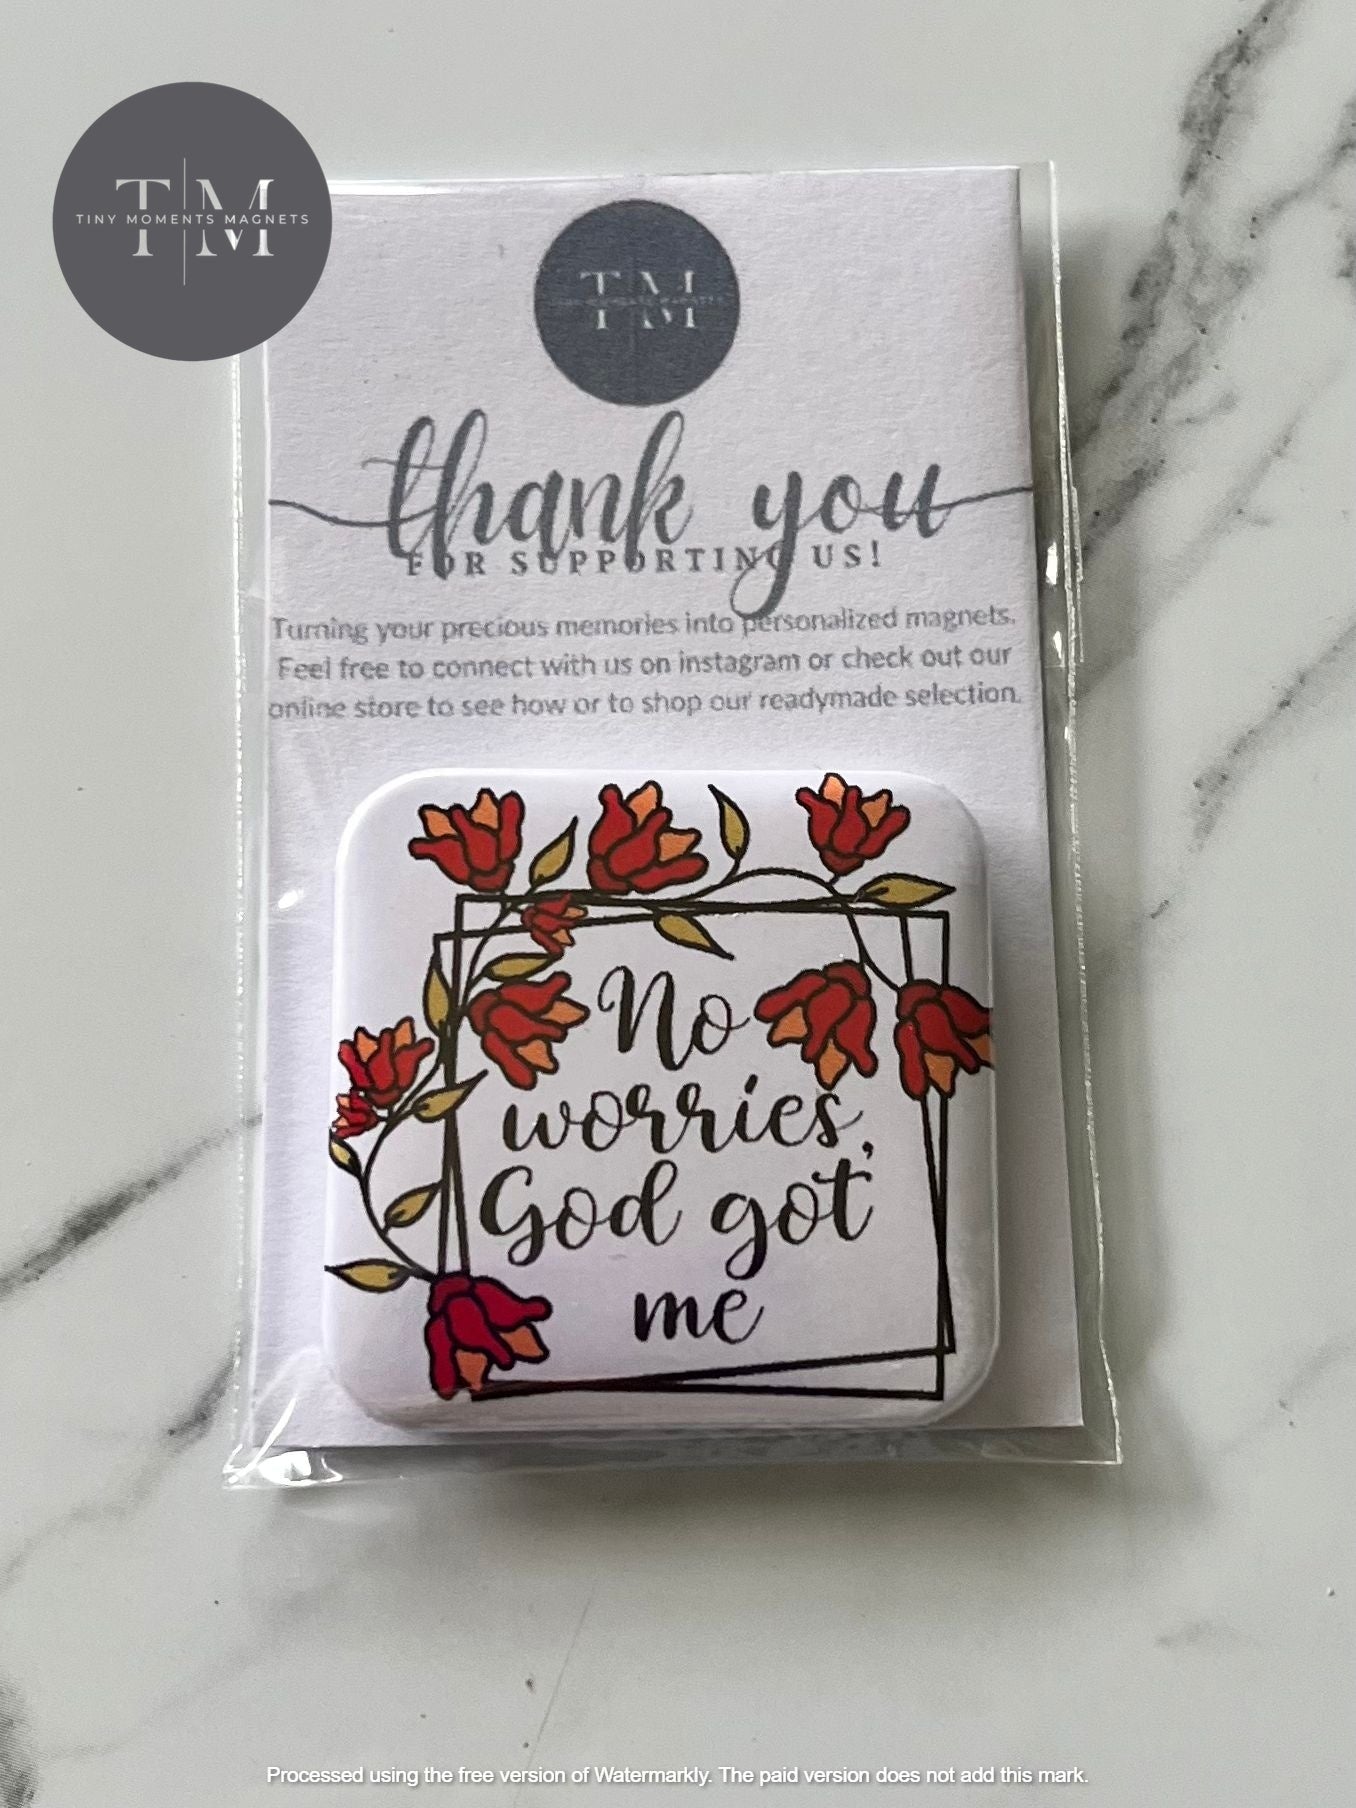 T M
TINY MOMENTS MAGNETS
T M
thank you
FOR SUPPORTING US!
Turning your precious memories into personalized magnets.
Feel free to connect with us on instagram or check out our
online store to see how or to shop our readymade selection.
No
worries,
God got
me
Processed using the free version of Watermarkly. The paid version does not add this mark.